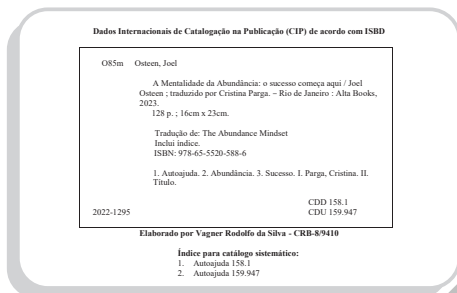 Dados Internacionais de Catalogação na Publicação (CIP) de acordo com ISBD
O85m Osteen, Joel
A Mentalidade da Abundância: o sucesso começa aqui / Joel
Osteen ; traduzido por Cristina Parga. – Rio de Janeiro : Alta Books,
2023.
128 p. ; 16cm x 23cm.
Tradução de: The Abundance Mindset
Inclui índice.
ISBN: 978-65-5520-588-6
1. Autoajuda. 2. Abundância. 3. Sucesso. I. Parga, Cristina. II.
Título.
CDD 158.1
2022-1295 CDU 159.947
Elaborado por Vagner Rodolfo da Silva - CRB-8/9410
Índice para catálogo sistemático:
1. Autoajuda 158.1
2. Autoajuda 159.947